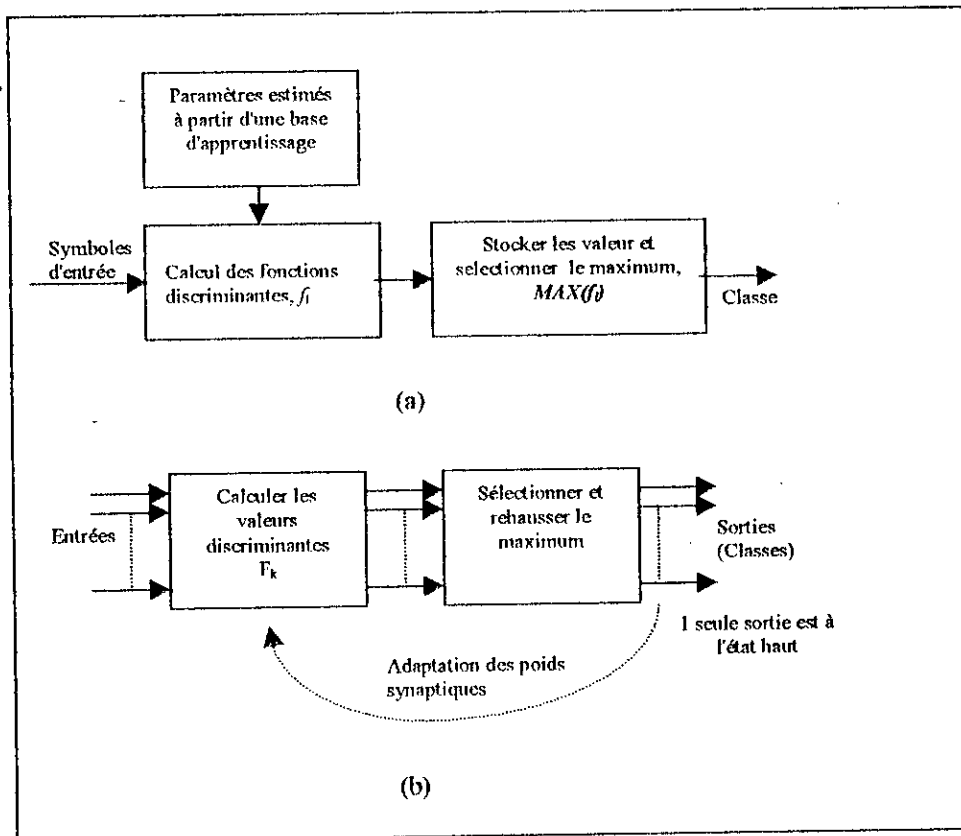 Paramètres estimés
à partir d'une base
d'apprentissage
Symboles
d'entrée
Calcul des fonctions
discriminantes, fi
Stocker les valeur et
selectionner le maximum,
MAX(fi)
Classe
(a)
Entrées
Calculer les
valeurs
discriminantes
Fk
Sélectionner et
rehausser le
maximum
Sorties
(Classes)
1 seule sortie est à
l'état haut
Adaptation des poids
synaptiques
(b)